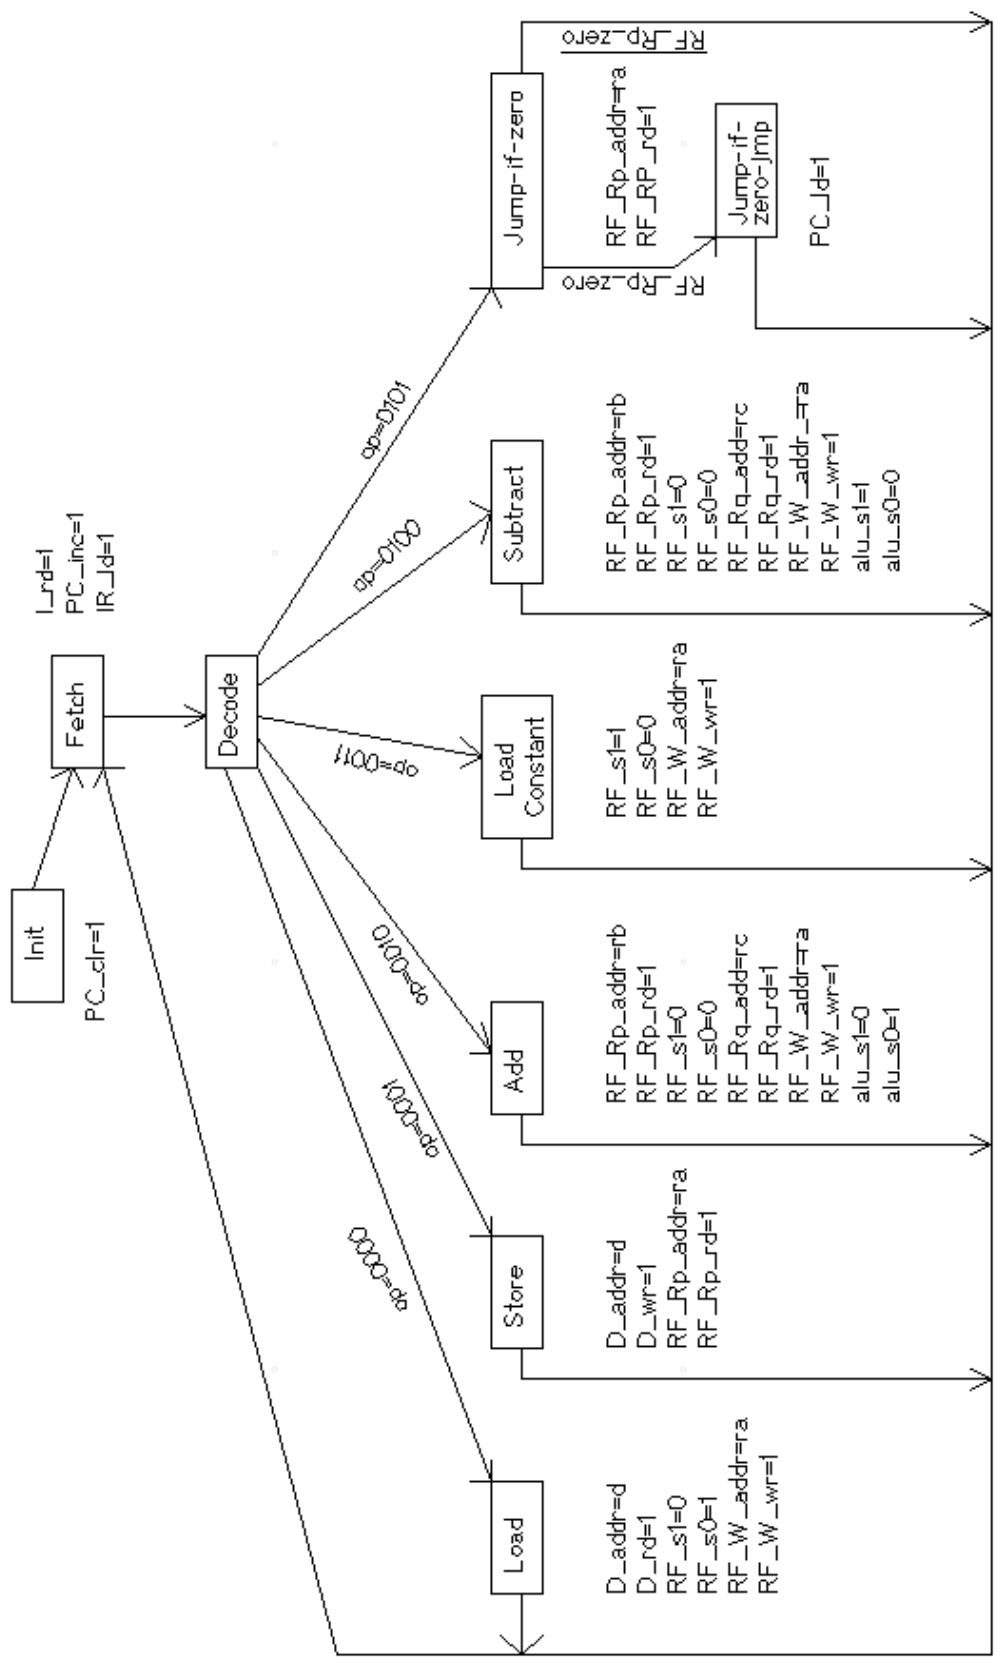 Init
PC_clr=1
Fetch
I_rd=1
PC_inc=1
IR_ld=1
Decode
op=0000
op=0001
op=0010
op=0011
op=0100
op=0101
Load
D_addr=d
D_rd=1
RF_s1=0
RF_s0=1
RF_W_addr=ra
RF_W_wr=1
Store
D_addr=d
D_wr=1
RF_Rp_addr=ra
RF_Rp_rd=1
Add
RF_Rp_addr=rb
RF_Rp_rd=1
RF_s1=0
RF_s0=0
RF_Rq_add=rc
RF_Rq_rd=1
RF_W_addr=ra
RF_W_wr=1
alu_s1=0
alu_s0=1
Load
Constant
RF_s1=1
RF_s0=0
RF_W_addr=ra
RF_W_wr=1
Subtract
RF_Rp_addr=rb
RF_Rp_rd=1
RF_s1=0
RF_s0=0
RF_Rq_add=rc
RF_Rq_rd=1
RF_W_addr_=ra
RF_W_wr=1
alu_s1=1
alu_s0=0
Jump-if-zero
RF_Rp_addr=ra
RF_RP_rd=1
RF_Rp_zero
RF_Rp_zero
Jump-if-
zero-jmp
PC_ld=1